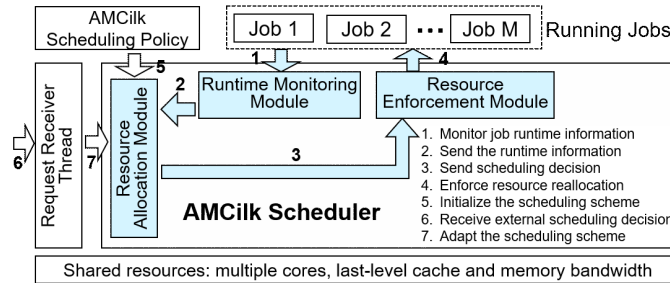 AMCilk
Scheduling Policy
Job 1
Job 2
•••
Job M
Running Jobs
1
4
5
2
Runtime Monitoring
Module
Resource
Enforcement Module
Request Receiver
Thread
6
7
Resource
Allocation Module
3
AMCilk Scheduler
1. Monitor job runtime information
2. Send the runtime information
3. Send scheduling decision
4. Enforce resource reallocation
5. Initialize the scheduling scheme
6. Receive external scheduling decision
7. Adapt the scheduling scheme
Shared resources: multiple cores, last-level cache and memory bandwidth